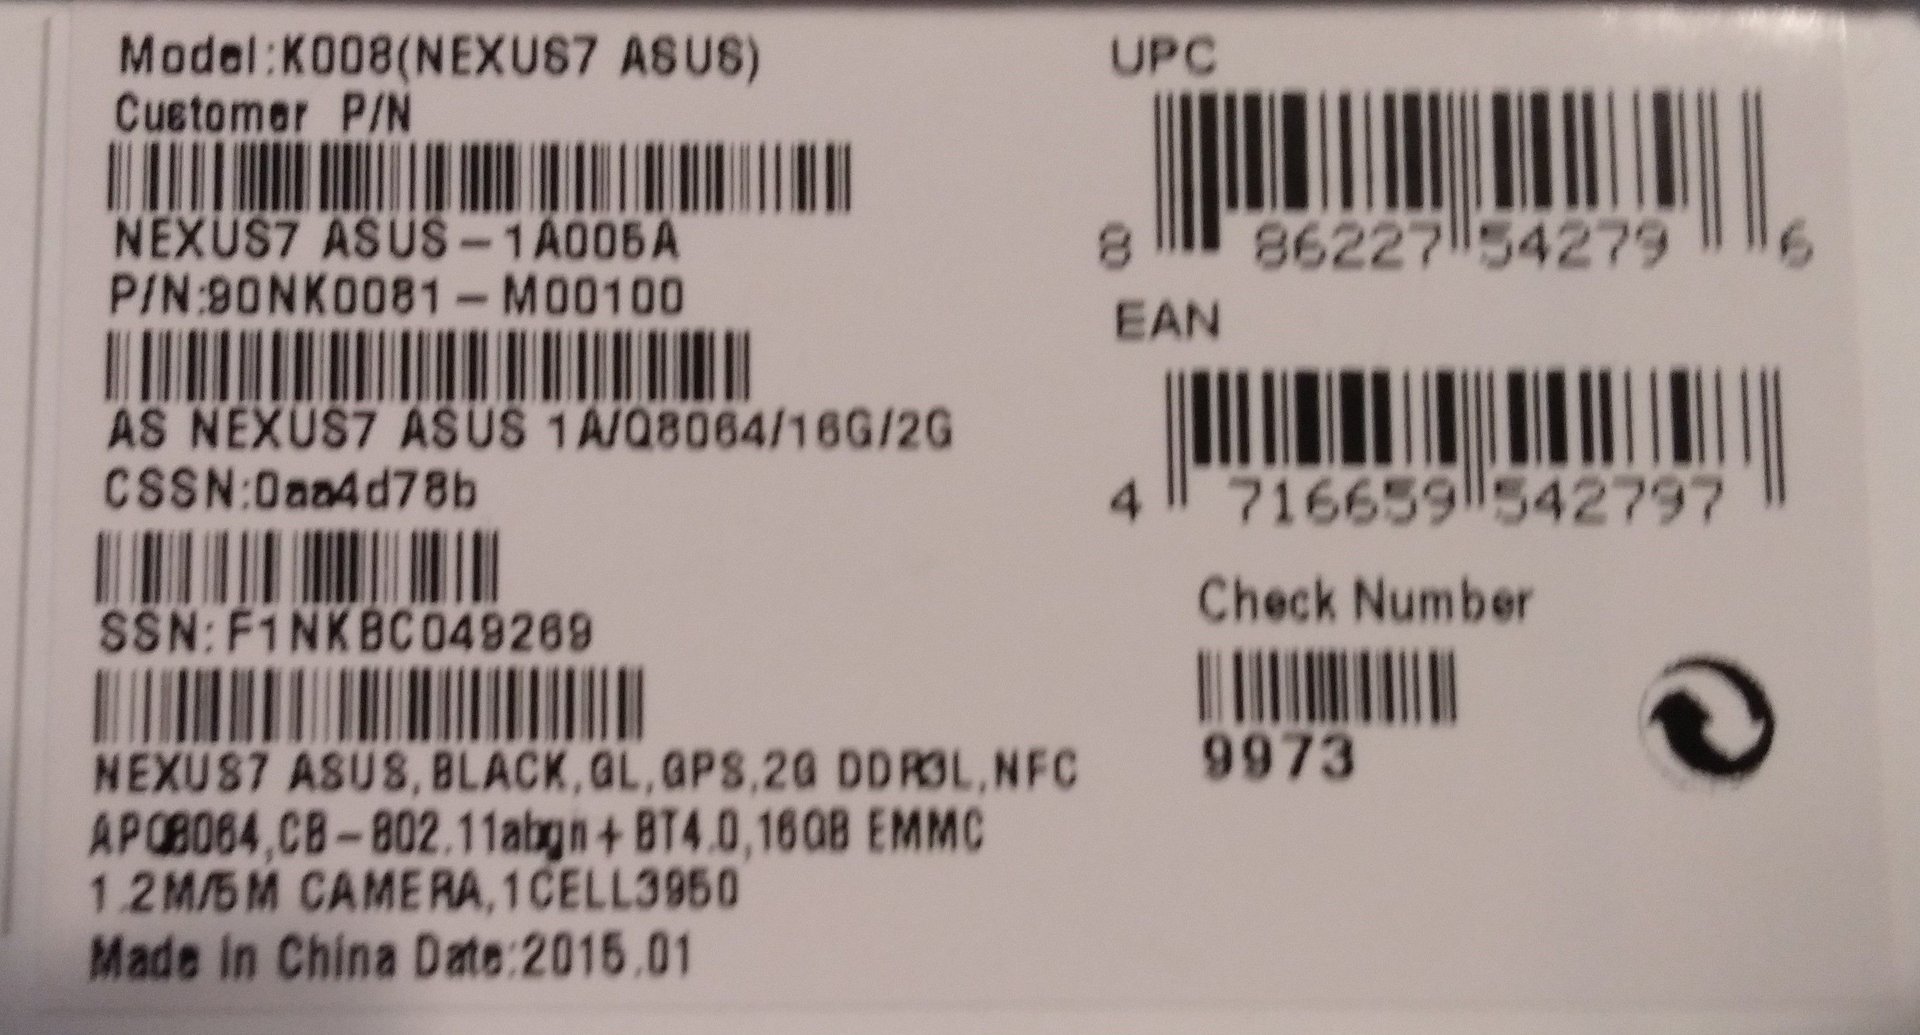 Model:K008(NEXUS7 ASUS)
Customer P/N
NEXUS7 ASUS-1A005A
P/N:90NK0081-M00100
AS NEXUS7 ASUS 1A/Q8064/16G/2G
CSSN:0aa4d78b
SSN:F1NKBC049269
NEXUS7 ASUS,BLACK,GL,GPS,2G DDR3L,NFC
APQ8064,CB-802.11abgn+BT4.0,16GB EMMC
1.2M/5M CAMERA,1CELL3950
Made in China Date:2015.01
UPC
8 86227 54279 6
EAN
4 716659 542797
Check Number
9973